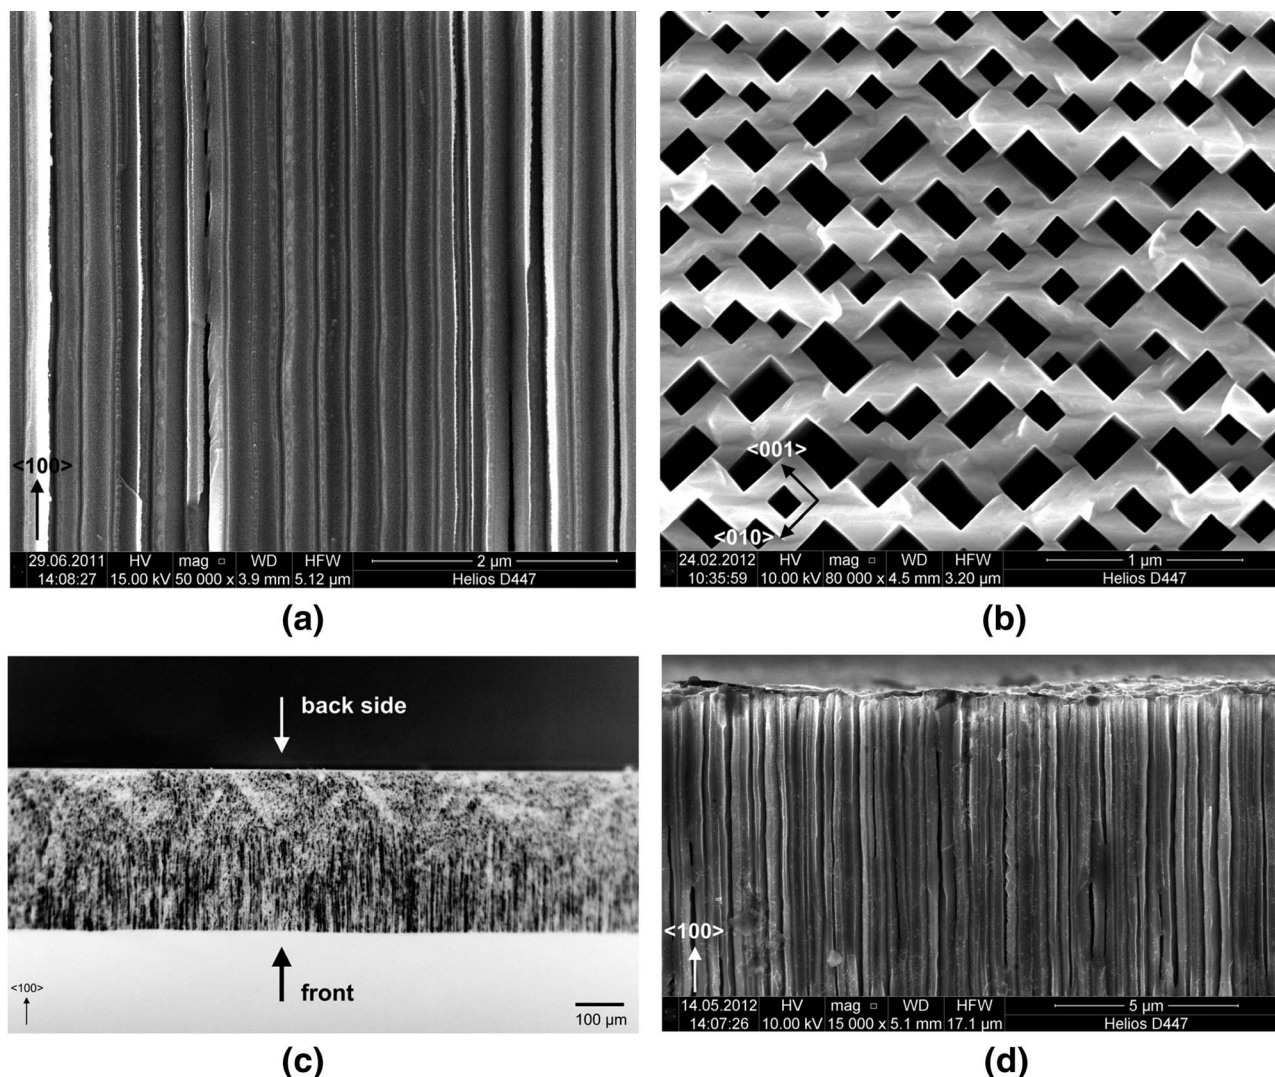 <100>
29.06.2011 HV mag □ WD HFW 2 µm
14:08:27 15.00 kV 50 000 x 3.9 mm 5.12 µm Helios D447
(a)
<001>
<010>
24.02.2012 HV mag □ WD HFW 1 µm
10:35:59 10.00 kV 80 000 x 4.5 mm 3.20 µm Helios D447
(b)
back side
front
<100>
100 µm
(c)
<100>
14.05.2012 HV mag □ WD HFW 5 µm
14:07:26 10.00 kV 15 000 x 5.1 mm 17.1 µm Helios D447
(d)